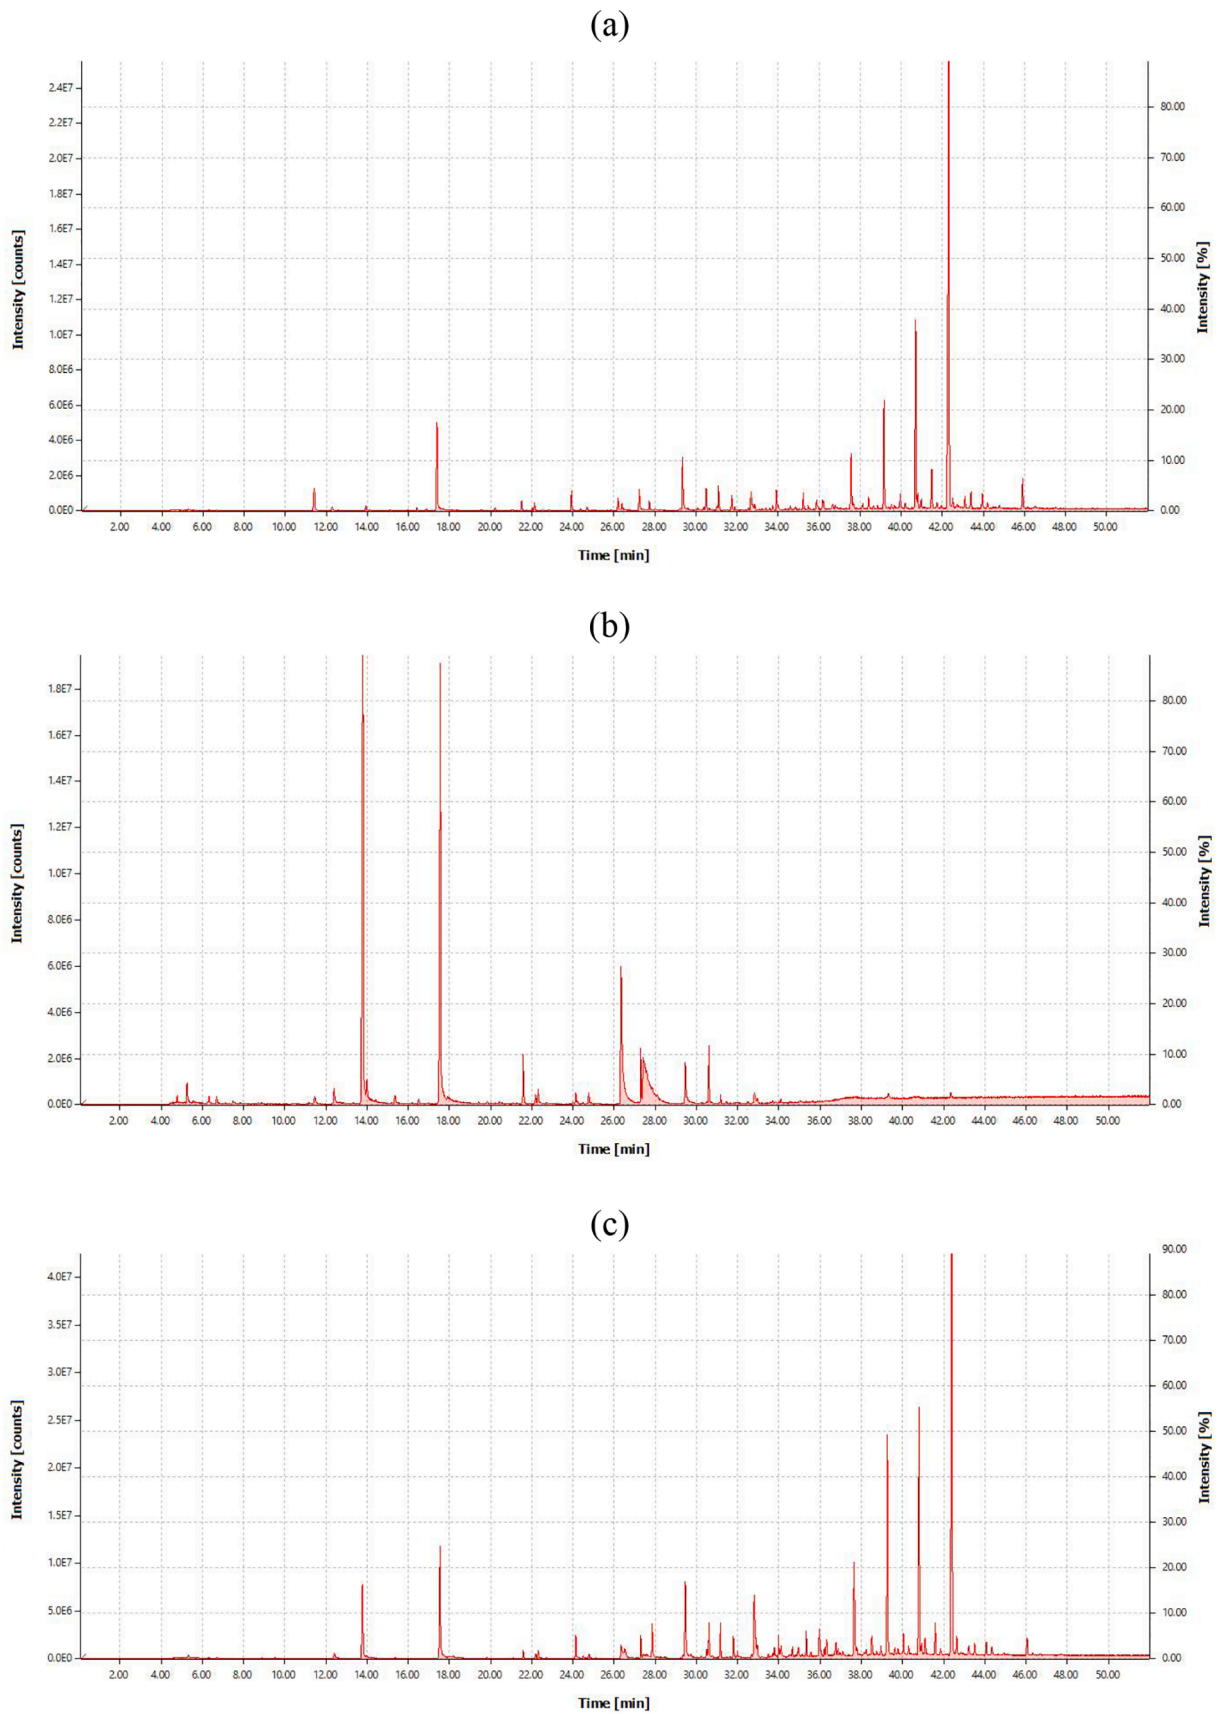 (a)
2.4E7
2.2E7
2.0E7
1.8E7
1.6E7
1.4E7
1.2E7
1.0E7
8.0E6
6.0E6
4.0E6
2.0E6
0.0E0
Intensity [counts]
80.00
70.00
60.00
50.00
40.00
30.00
20.00
10.00
0.00
Intensity [%]
2.00 4.00 6.00 8.00 10.00 12.00 14.00 16.00 18.00 20.00 22.00 24.00 26.00 28.00 30.00 32.00 34.00 36.00 38.00 40.00 42.00 44.00 46.00 48.00 50.00
Time [min]
(b)
1.8E7
1.6E7
1.4E7
1.2E7
1.0E7
8.0E6
6.0E6
4.0E6
2.0E6
0.0E0
Intensity [counts]
80.00
70.00
60.00
50.00
40.00
30.00
20.00
10.00
0.00
Intensity [%]
2.00 4.00 6.00 8.00 10.00 12.00 14.00 16.00 18.00 20.00 22.00 24.00 26.00 28.00 30.00 32.00 34.00 36.00 38.00 40.00 42.00 44.00 46.00 48.00 50.00
Time [min]
(c)
4.0E7
3.5E7
3.0E7
2.5E7
2.0E7
1.5E7
1.0E7
5.0E6
0.0E0
Intensity [counts]
90.00
80.00
70.00
60.00
50.00
40.00
30.00
20.00
10.00
0.00
Intensity [%]
2.00 4.00 6.00 8.00 10.00 12.00 14.00 16.00 18.00 20.00 22.00 24.00 26.00 28.00 30.00 32.00 34.00 36.00 38.00 40.00 42.00 44.00 46.00 48.00 50.00
Time [min]